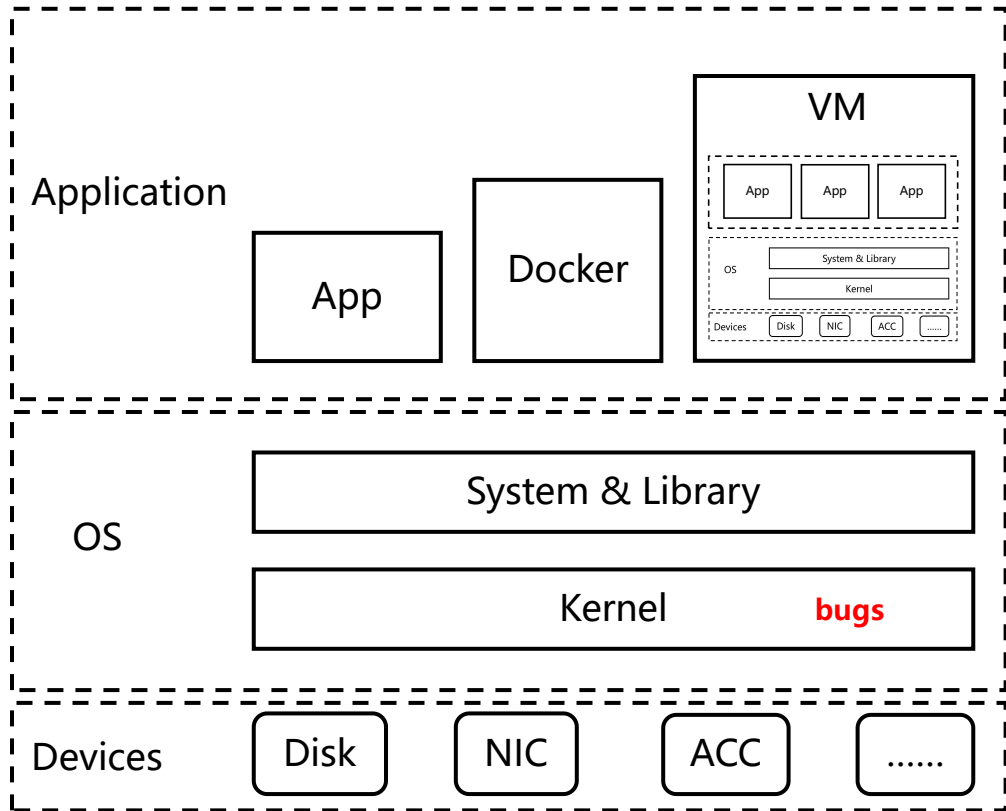 VM
Application
App App App
App
Docker
OS
System & Library
Kernel
Devices Disk NIC ACC ......
System & Library
OS
Kernel bugs
Devices Disk NIC ACC ......